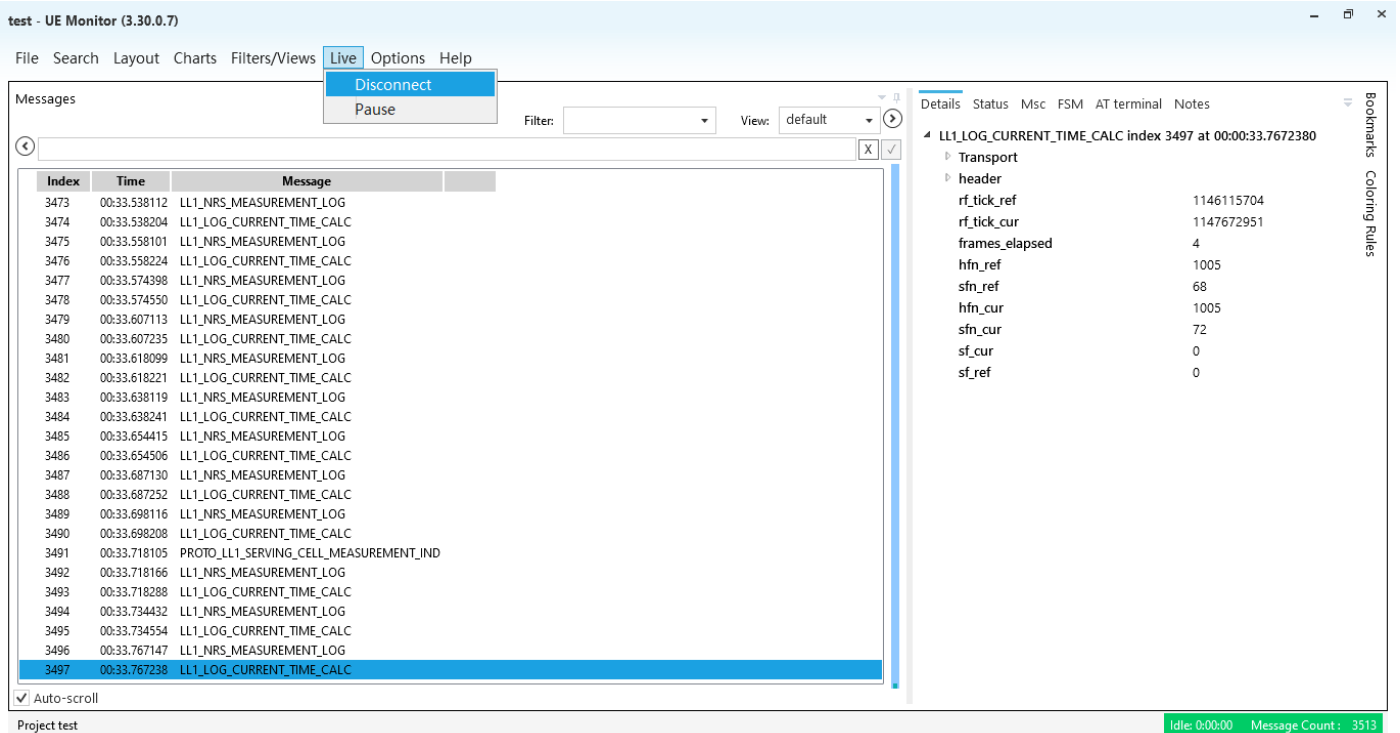 test - UE Monitor (3.30.0.7)
File Search Layout Charts Filters/Views Live Options Help
Disconnect
Pause
Messages
Filter:
View: default
X
Index Time Message
3473 00:33.538112 LL1_NRS_MEASUREMENT_LOG
3474 00:33.538204 LL1_LOG_CURRENT_TIME_CALC
3475 00:33.558101 LL1_NRS_MEASUREMENT_LOG
3476 00:33.558224 LL1_LOG_CURRENT_TIME_CALC
3477 00:33.574398 LL1_NRS_MEASUREMENT_LOG
3478 00:33.574550 LL1_LOG_CURRENT_TIME_CALC
3479 00:33.607113 LL1_NRS_MEASUREMENT_LOG
3480 00:33.607235 LL1_LOG_CURRENT_TIME_CALC
3481 00:33.618099 LL1_NRS_MEASUREMENT_LOG
3482 00:33.618221 LL1_LOG_CURRENT_TIME_CALC
3483 00:33.638119 LL1_NRS_MEASUREMENT_LOG
3484 00:33.638241 LL1_LOG_CURRENT_TIME_CALC
3485 00:33.654415 LL1_NRS_MEASUREMENT_LOG
3486 00:33.654506 LL1_LOG_CURRENT_TIME_CALC
3487 00:33.687130 LL1_NRS_MEASUREMENT_LOG
3488 00:33.687252 LL1_LOG_CURRENT_TIME_CALC
3489 00:33.698116 LL1_NRS_MEASUREMENT_LOG
3490 00:33.698208 LL1_LOG_CURRENT_TIME_CALC
3491 00:33.718105 PROTO_LL1_SERVING_CELL_MEASUREMENT_IND
3492 00:33.718166 LL1_NRS_MEASUREMENT_LOG
3493 00:33.718288 LL1_LOG_CURRENT_TIME_CALC
3494 00:33.734432 LL1_NRS_MEASUREMENT_LOG
3495 00:33.734554 LL1_LOG_CURRENT_TIME_CALC
3496 00:33.767147 LL1_NRS_MEASUREMENT_LOG
3497 00:33.767238 LL1_LOG_CURRENT_TIME_CALC
Auto-scroll
Details Status Msc FSM AT terminal Notes
LL1_LOG_CURRENT_TIME_CALC index 3497 at 00:00:33.7672380
Transport
header
rf_tick_ref 1146115704
rf_tick_cur 1147672951
frames_elapsed 4
hfn_ref 1005
sfn_ref 68
hfn_cur 1005
sfn_cur 72
sf_cur 0
sf_ref 0
Bookmarks
Coloring Rules
Project test
Idle: 0:00:00 Message Count : 3513